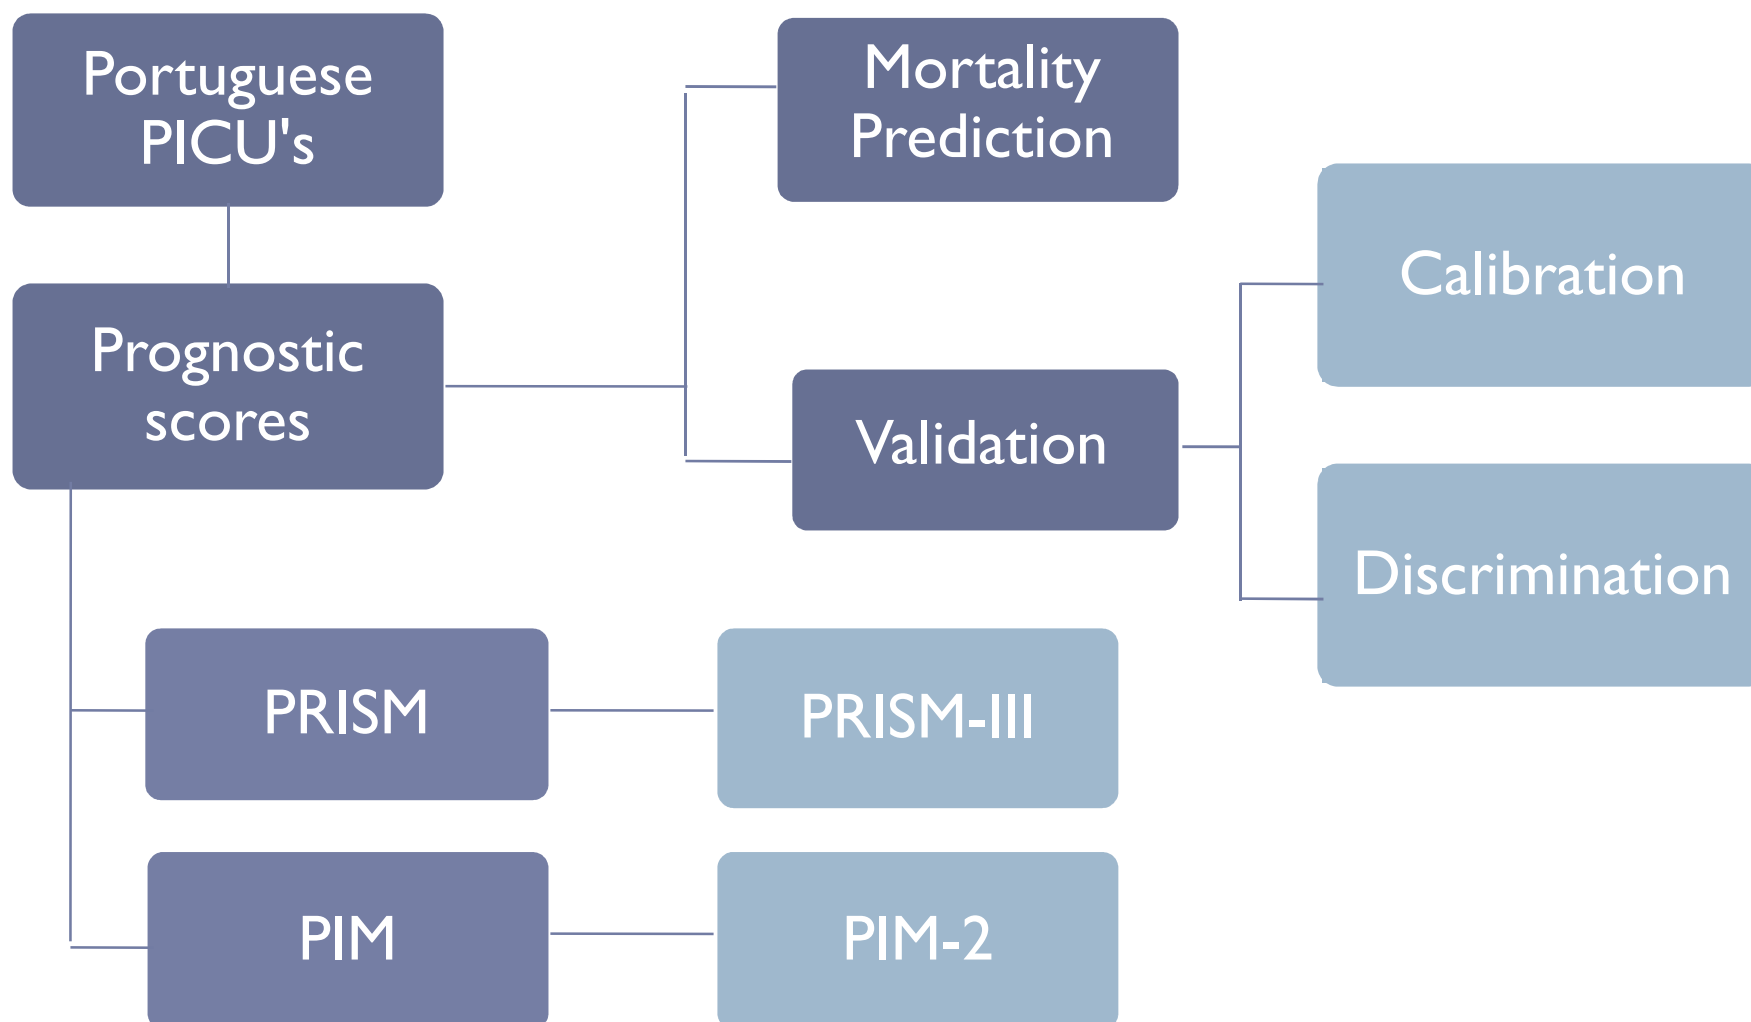 Portuguese
PICU's
Mortality
Prediction
Calibration
Prognostic
scores
Validation
Discrimination
PRISM
PRISM-III
PIM
PIM-2